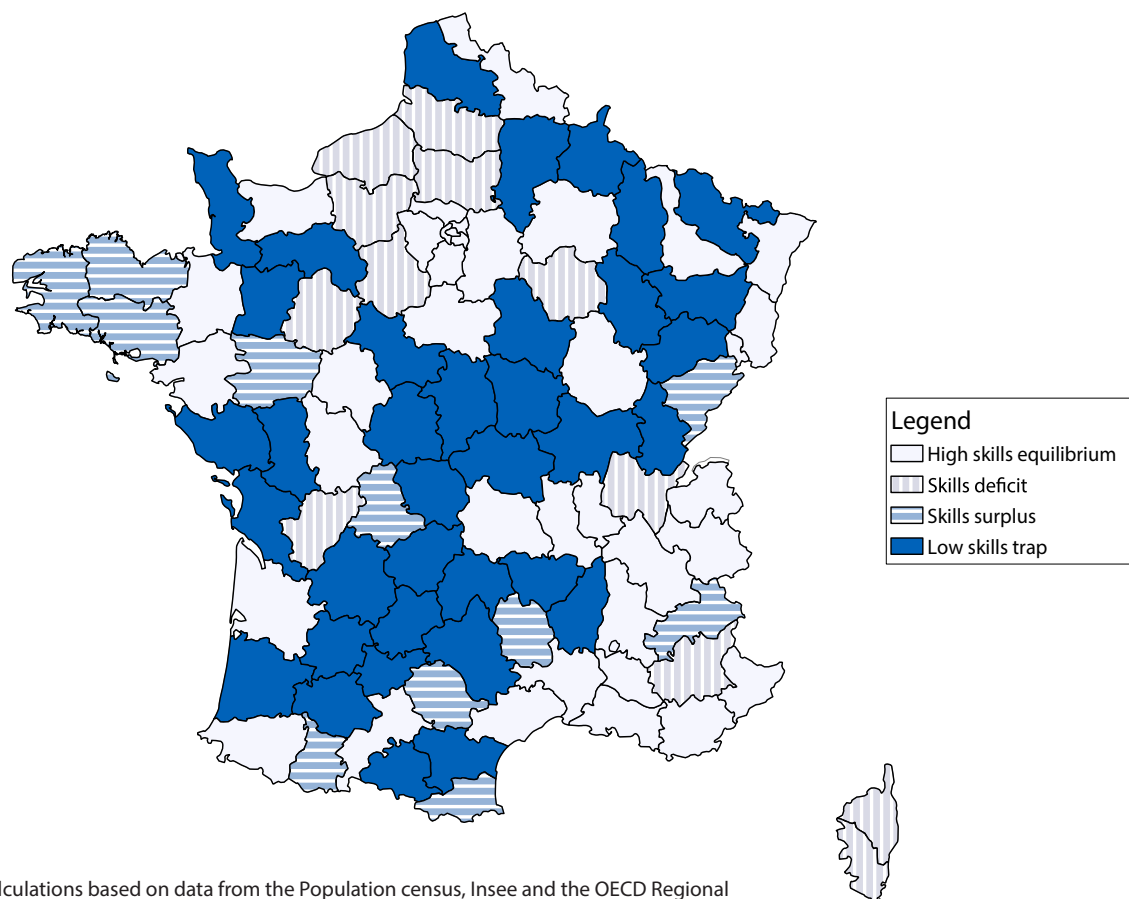 Legend
High skills equilibrium
Skills deficit
Skills surplus
Low skills trap
lculations based on data from the Population census, Insee and the OECD Regional